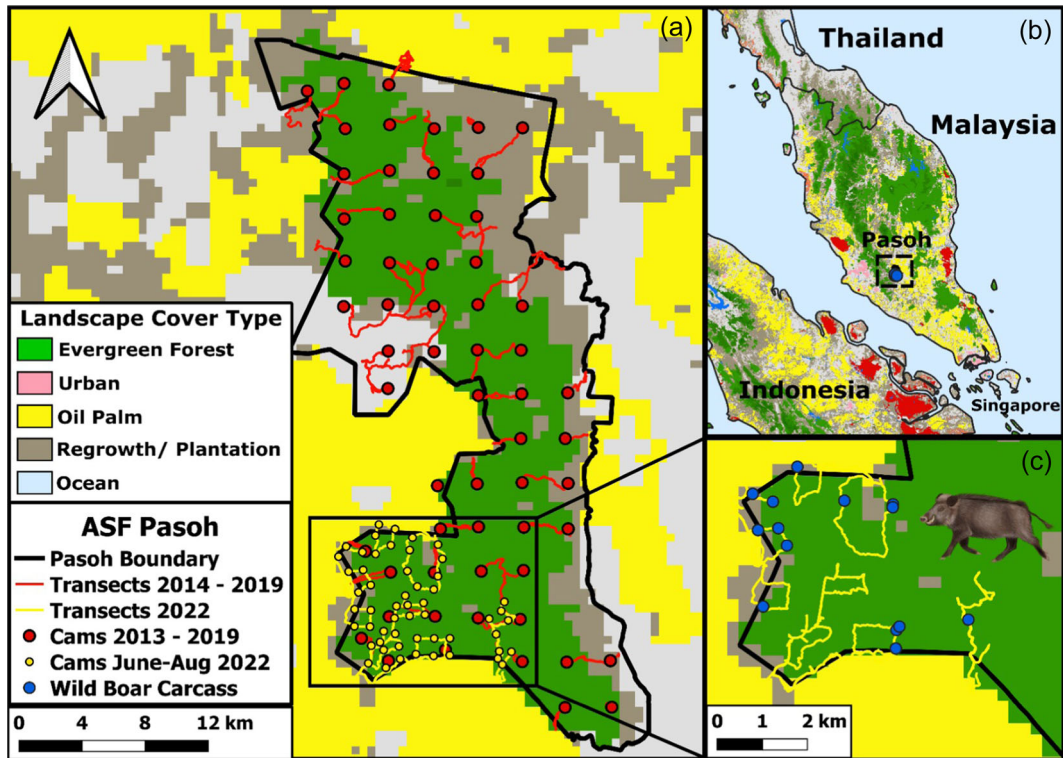 (a)
Landscape Cover Type
Evergreen Forest
Urban
Oil Palm
Regrowth/ Plantation
Ocean
ASF Pasoh
Pasoh Boundary
Transects 2014 - 2019
Transects 2022
Cams 2013 - 2019
Cams June-Aug 2022
Wild Boar Carcass
0 4 8 12 km
(b)
Thailand
Malaysia
Pasoh
Indonesia
Singapore
(c)
0 1 2 km